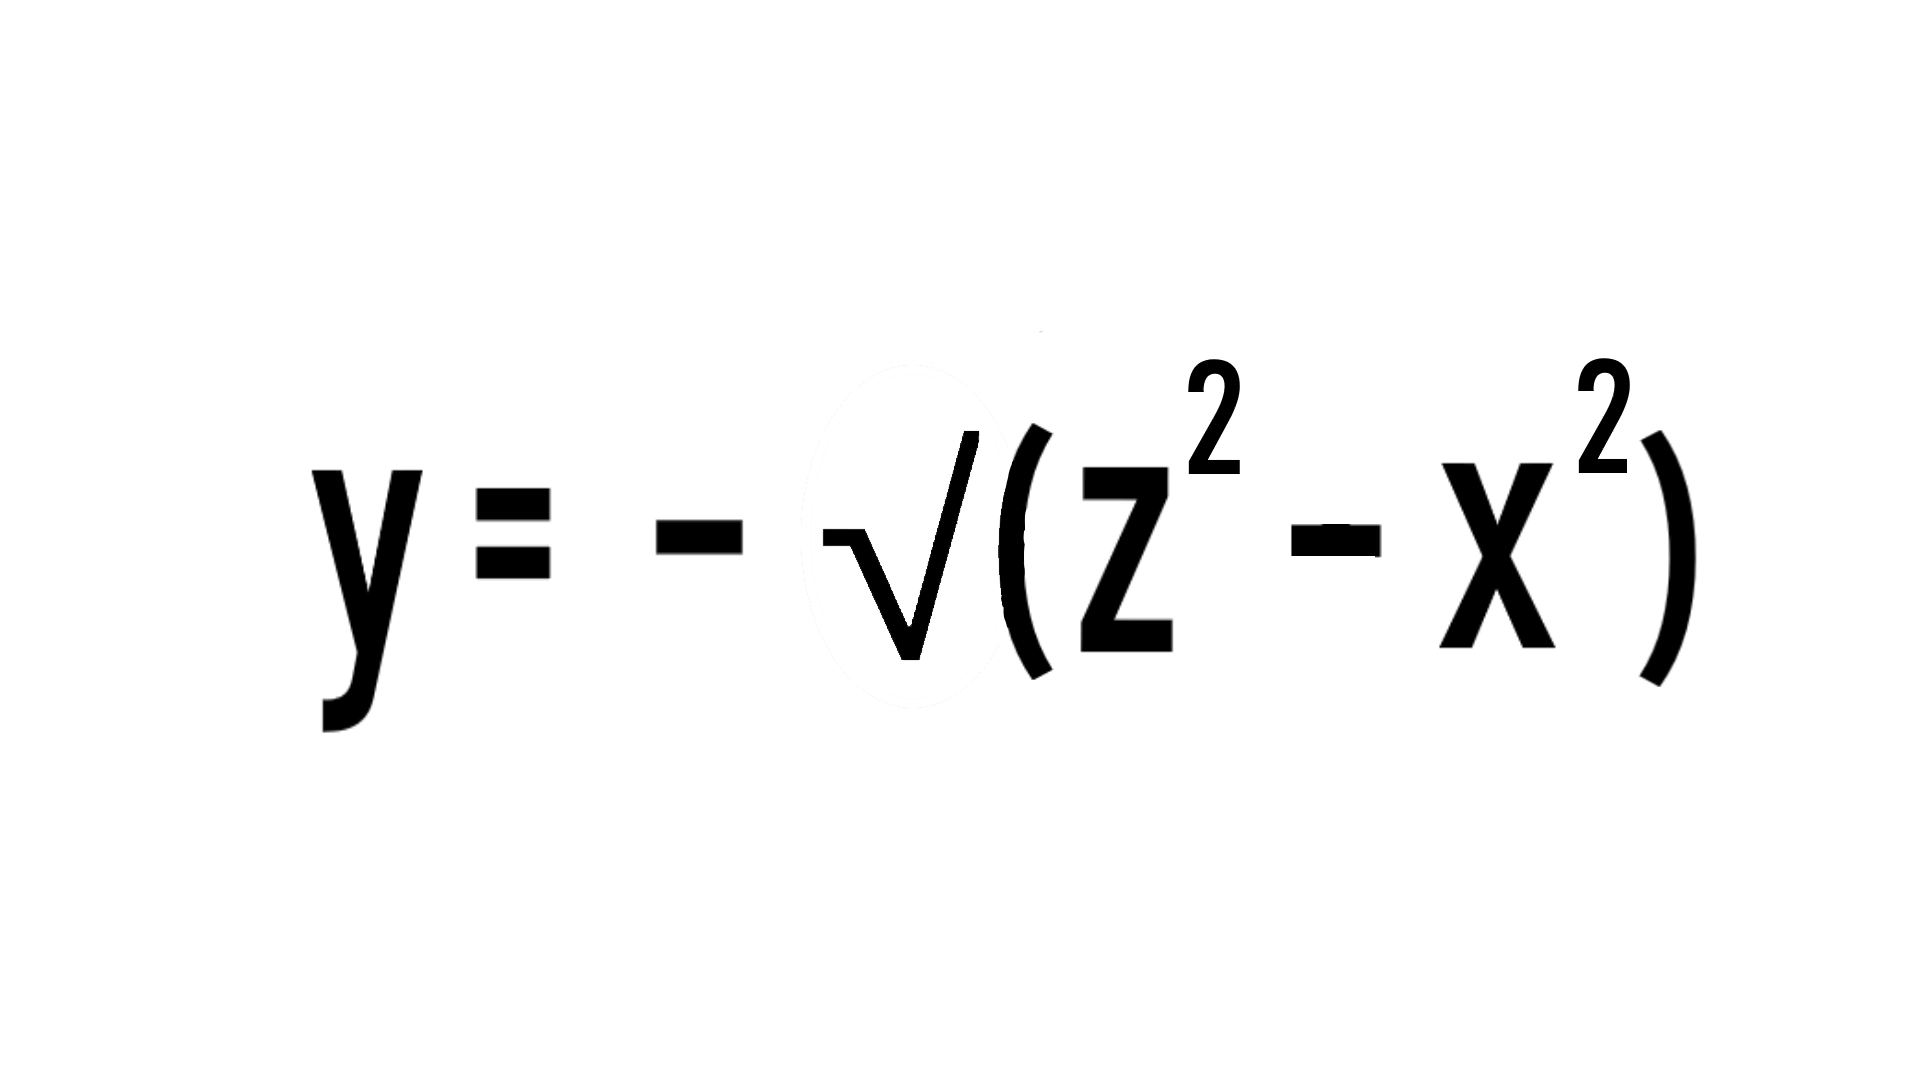 y = - √(z² - x²)